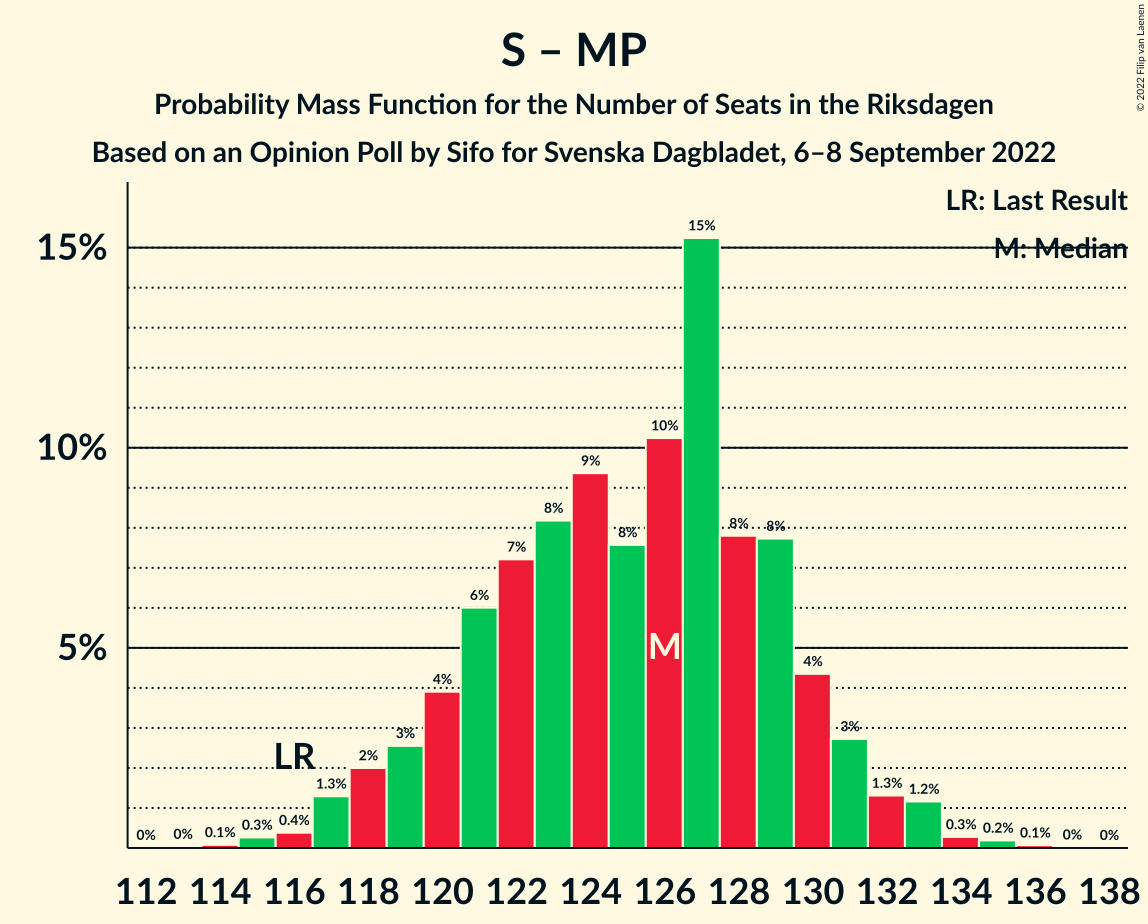 S – MP
Probability Mass Function for the Number of Seats in the Riksdagen
Based on an Opinion Poll by Sifo for Svenska Dagbladet, 6–8 September 2022
© 2022 Filip van Laenen
LR: Last Result
M: Median
15%
10%
5%
0% 0% 0.1% 0.3% 0.4% 1.3% 2% 3% 4% 6% 7% 8% 9% 8% 10% 15% 8% 8% 4% 3% 1.3% 1.2% 0.3% 0.2% 0.1% 0% 0%
LR
M
112 114 116 118 120 122 124 126 128 130 132 134 136 138